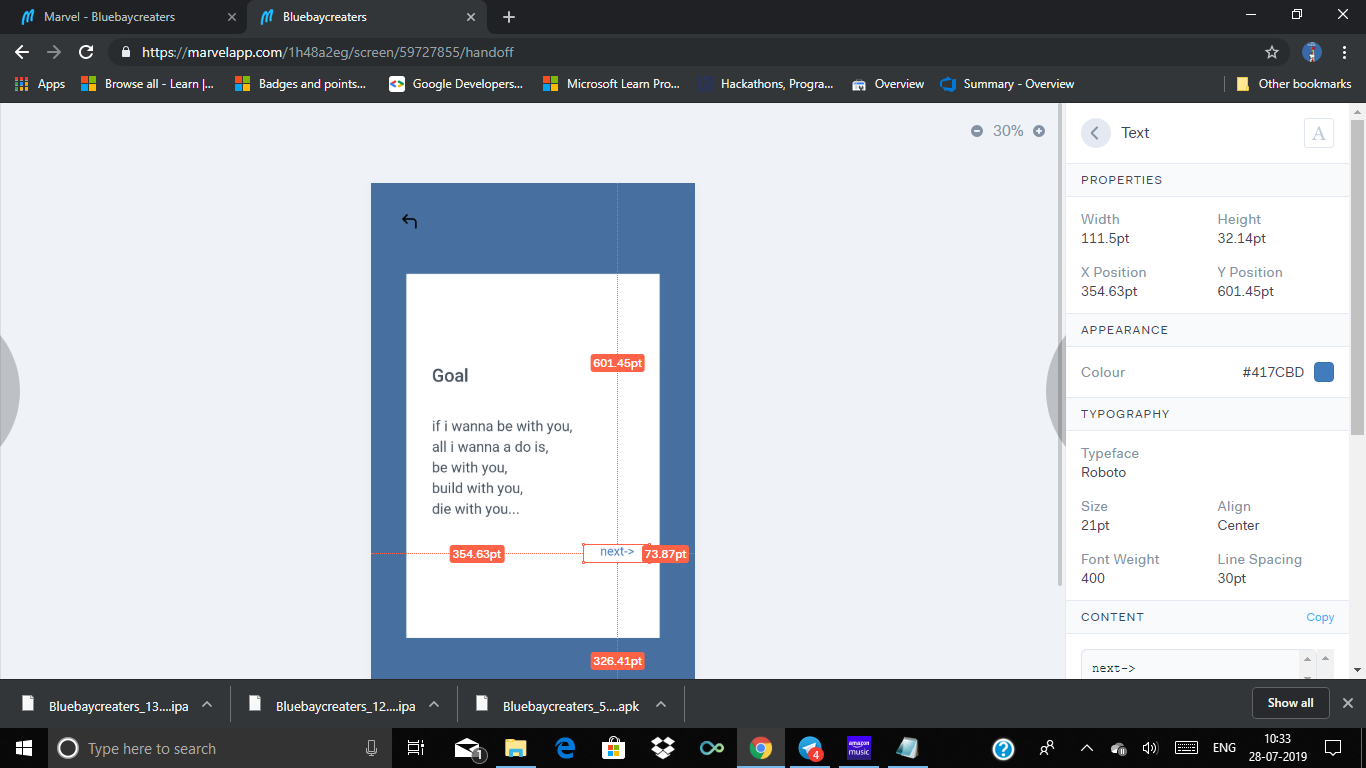 Marvel - Bluebaycreaters
Bluebaycreaters
https://marvelapp.com/1h48a2eg/screen/59727855/handoff
Apps
Browse all - Learn |...
Badges and points...
Google Developers...
Microsoft Learn Pro...
Hackathons, Progra...
Overview
Summary - Overview
Other bookmarks
30%
Text
A
PROPERTIES
Width Height
111.5pt 32.14pt
X Position Y Position
354.63pt 601.45pt
APPEARANCE
Colour #417CBD
TYPOGRAPHY
Typeface
Roboto
Size Align
21pt Center
Font Weight Line Spacing
400 30pt
CONTENT Copy
next->
601.45pt
Goal
if i wanna be with you,
all i wanna a do is,
be with you,
build with you,
die with you...
354.63pt next-> 73.87pt
326.41pt
Bluebaycreaters_13....ipa
Bluebaycreaters_12....ipa
Bluebaycreaters_5....apk
Show all
Type here to search
1
4
amazon
music
ENG
10:33
28-07-2019